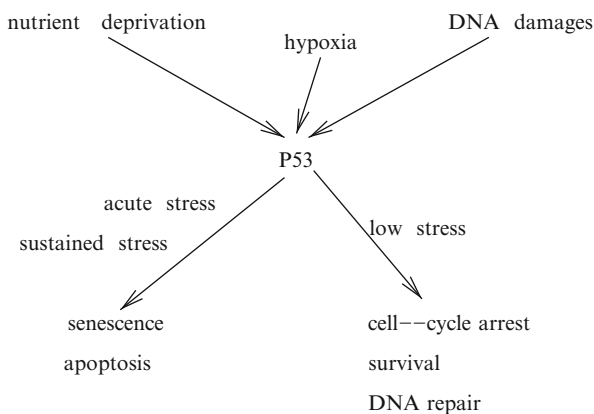 nutrient deprivation
hypoxia
DNA damages
P53
acute stress
sustained stress
low stress
senescence
apoptosis
cell--cycle arrest
survival
DNA repair